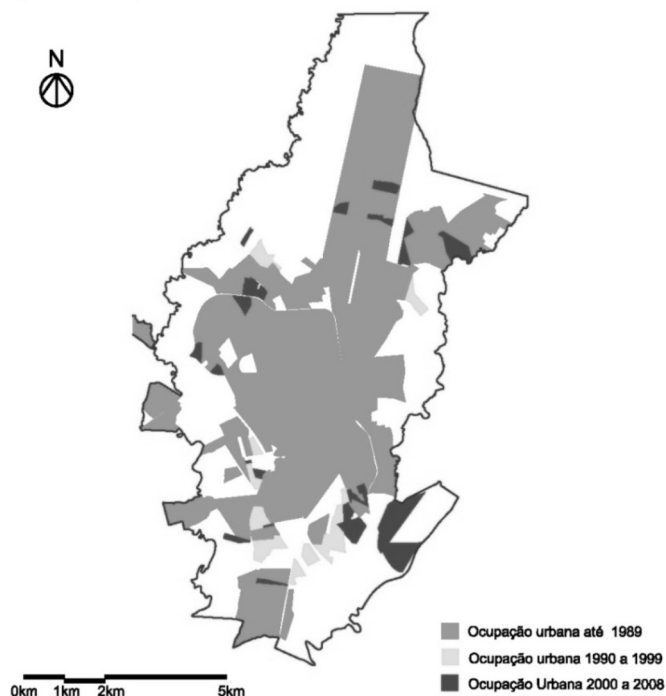 N
Ocupação urbana até 1989
Ocupação urbana 1990 a 1999
Ocupação Urbana 2000 a 2008
0km 1km 2km 5km